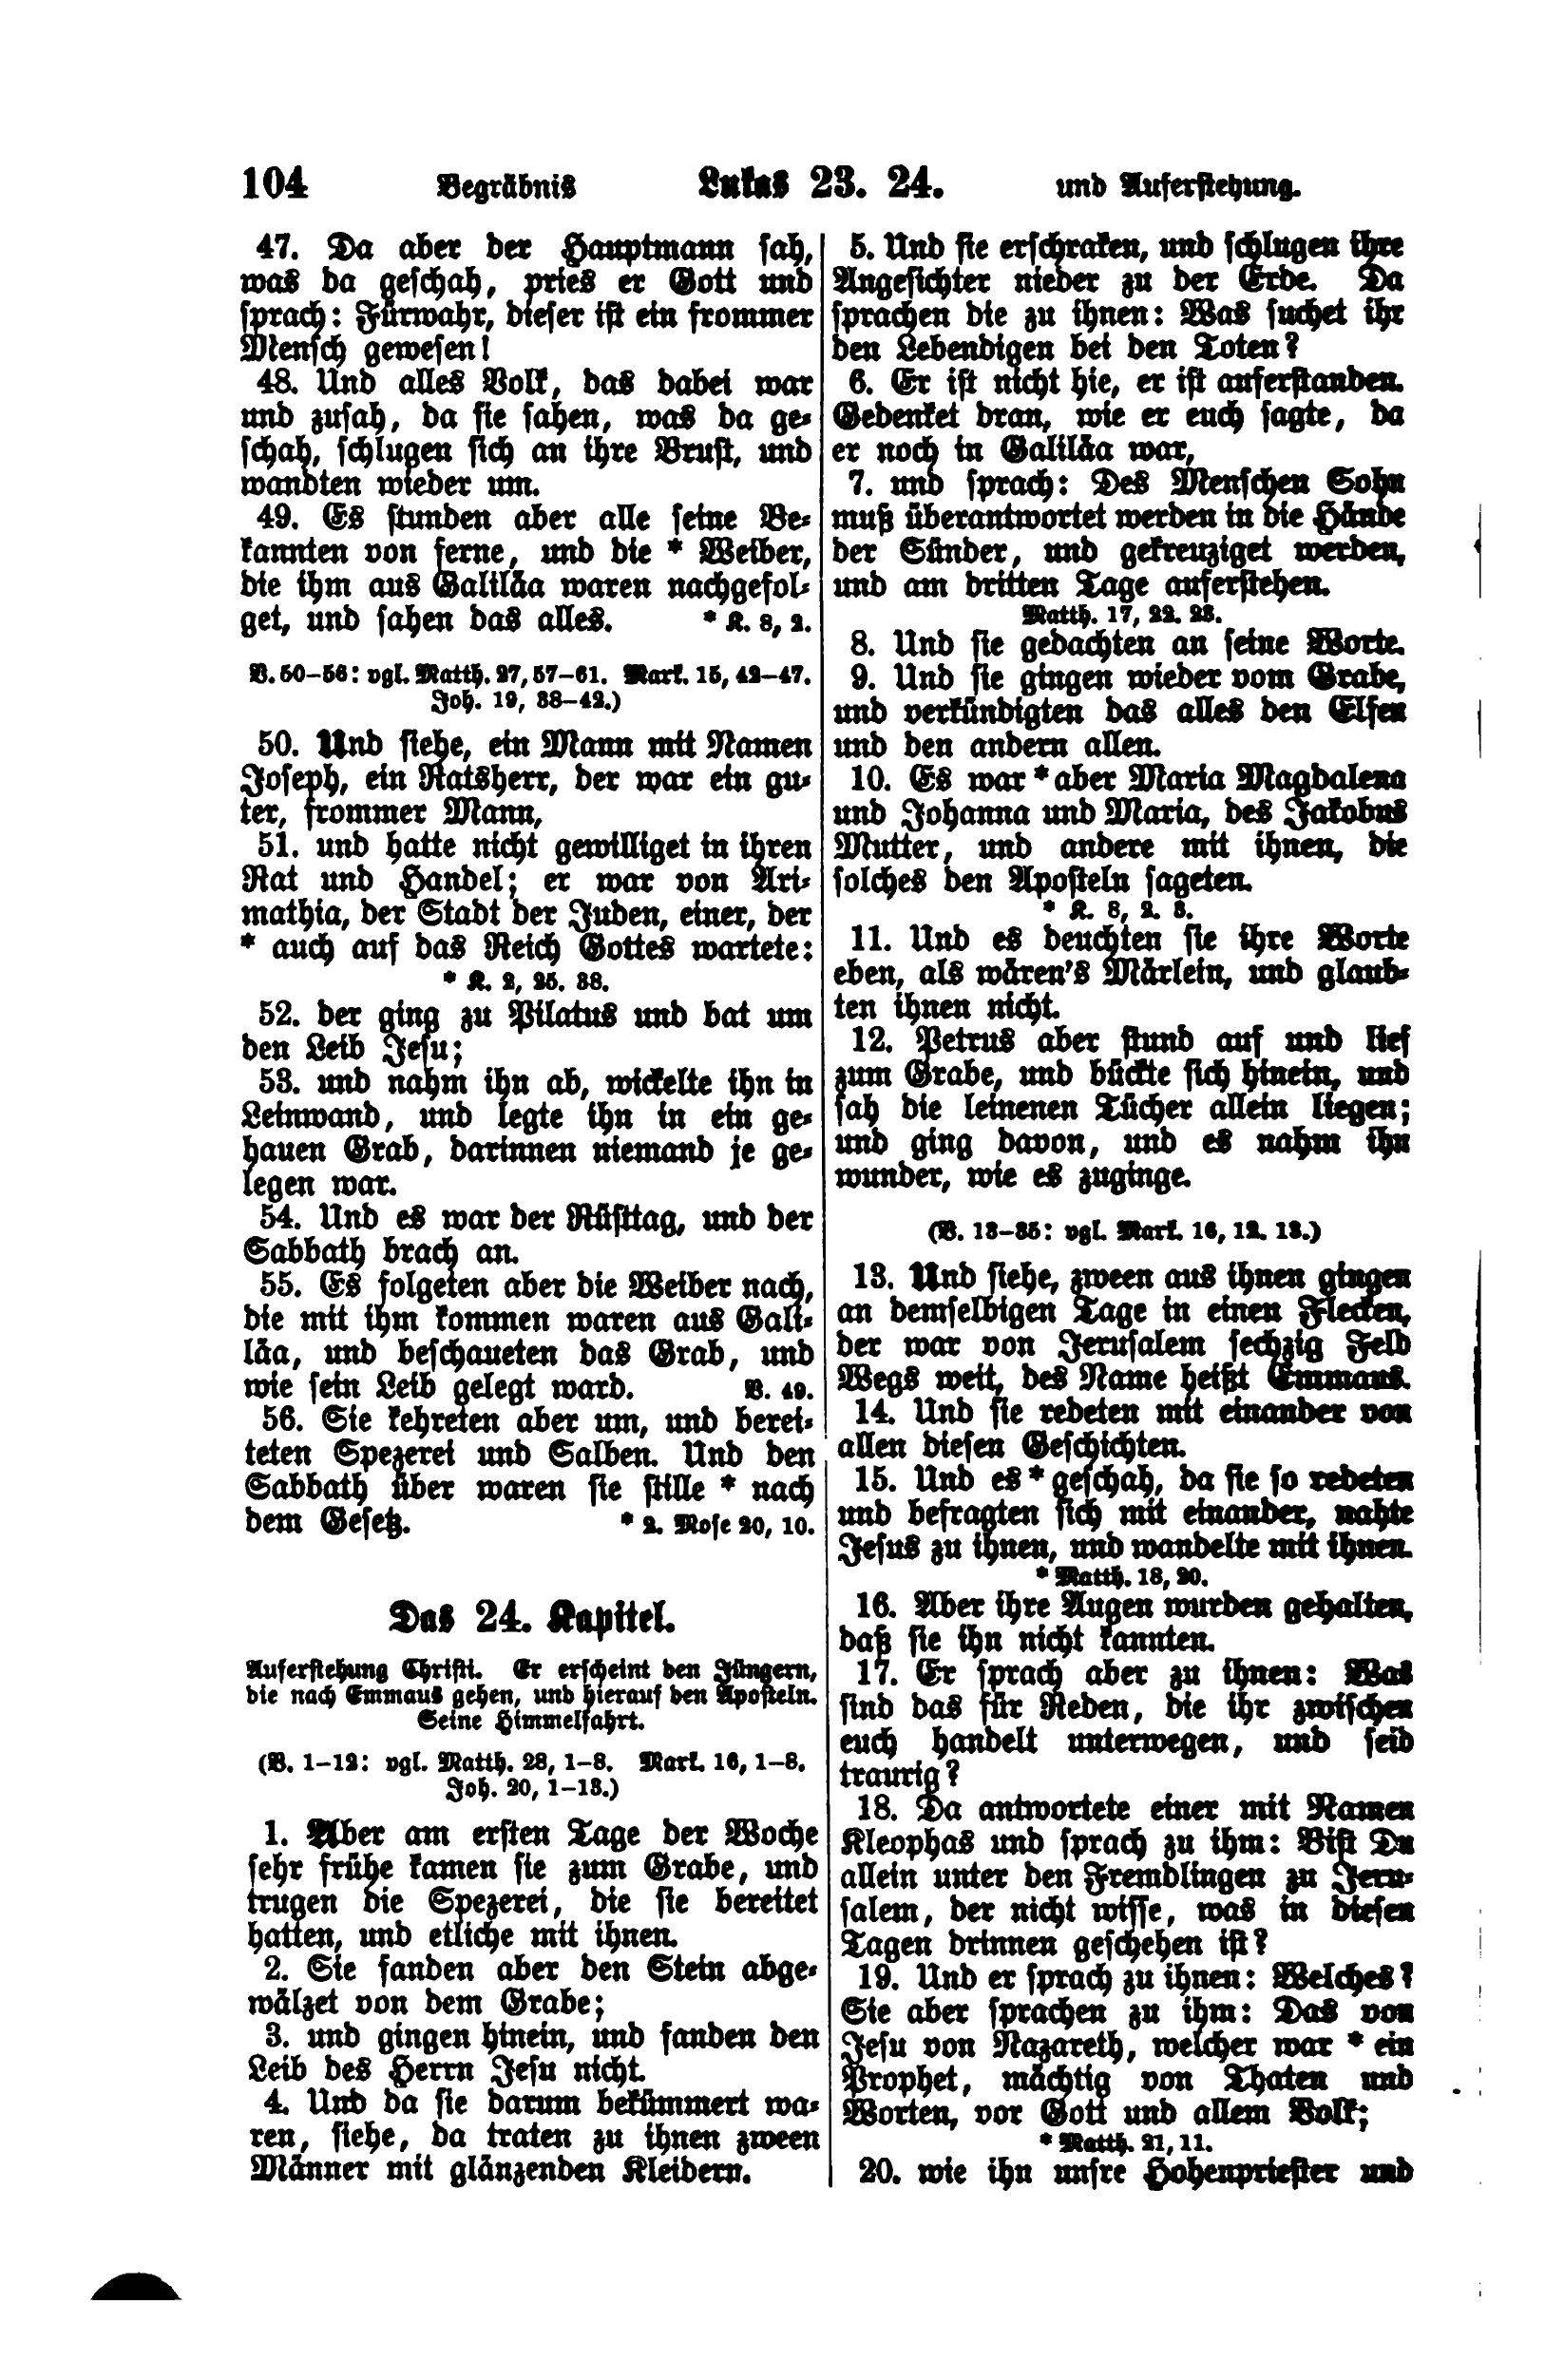 104 Begräbnis Lukas 23. 24. und Auferstehung.
47. Da aber der Hauptmann sah,
was da geschah, pries er Gott und
sprach: Fürwahr, dieser ist ein frommer
Mensch gewesen!
48. Und alles Volk, das dabei war
und zusah, da sie sahen, was da ge-
schah, schlugen sich an ihre Brust, und
wandten wieder um.
49. Es stunden aber alle seine Be-
kannten von ferne, und die * Weiber,
die ihm aus Galiläa waren nachgefol-
get, und sahen das alles. * K. 8, 2.
V. 50–56: vgl. Matth. 27, 57–61. Mark. 15, 42–47.
Joh. 19, 38–42.)
50. Und siehe, ein Mann mit Namen
Joseph, ein Ratsherr, der war ein gu-
ter, frommer Mann,
51. und hatte nicht gewilliget in ihren
Rat und Handel; er war von Ari-
mathia, der Stadt der Juden, einer, der
* auch auf das Reich Gottes wartete:
* K. 2, 25. 38.
52. der ging zu Pilatus und bat um
den Leib Jesu;
53. und nahm ihn ab, wickelte ihn in
Leinwand, und legte ihn in ein ge-
hauen Grab, darinnen niemand je ge-
legen war.
54. Und es war der Rüsttag, und der
Sabbath brach an.
55. Es folgeten aber die Weiber nach,
die mit ihm kommen waren aus Gali-
läa, und beschaueten das Grab, und
wie sein Leib gelegt ward. V. 49.
56. Sie kehreten aber um, und berei-
teten Spezerei und Salben. Und den
Sabbath über waren sie stille * nach
dem Gesetz. * 2. Mose 20, 10.
Das 24. Kapitel.
Auferstehung Christi. Er erscheint den Jüngern,
die nach Emmaus gehen, und hierauf den Aposteln.
Seine Himmelfahrt.
(V. 1–12: vgl. Matth. 28, 1–8. Mark. 16, 1–8.
Joh. 20, 1–13.)
1. Aber am ersten Tage der Woche
sehr frühe kamen sie zum Grabe, und
trugen die Spezerei, die sie bereitet
hatten, und etliche mit ihnen.
2. Sie fanden aber den Stein abge-
wälzet von dem Grabe;
3. und gingen hinein, und fanden den
Leib des Herrn Jesu nicht.
4. Und da sie darum bekümmert wa-
ren, siehe, da traten zu ihnen zween
Männer mit glänzenden Kleidern.
5. Und sie erschraken, und schlugen ihre
Angesichter nieder zu der Erde. Da
sprachen die zu ihnen: Was suchet ihr
den Lebendigen bei den Toten?
6. Er ist nicht hie, er ist auferstanden.
Gedenket dran, wie er euch sagte, da
er noch in Galiläa war,
7. und sprach: Des Menschen Sohn
muß überantwortet werden in die Hände
der Sünder, und gekreuziget werden,
und am dritten Tage auferstehen.
Matth. 17, 22. 23.
8. Und sie gedachten an seine Worte.
9. Und sie gingen wieder vom Grabe,
und verkündigten das alles den Elfen
und den andern allen.
10. Es war * aber Maria Magdalena
und Johanna und Maria, des Jakobus
Mutter, und andere mit ihnen, die
solches den Aposteln sageten.
* K. 8, 2. 3.
11. Und es deuchten sie ihre Worte
eben, als wären's Märlein, und glaub-
ten ihnen nicht.
12. Petrus aber stund auf und lief
zum Grabe, und bückte sich hinein, und
sah die leinenen Tücher allein liegen;
und ging davon, und es nahm ihn
wunder, wie es zuginge.
(V. 13–35: vgl. Mark. 16, 12. 13.)
13. Und siehe, zween aus ihnen gingen
an demselbigen Tage in einen Flecken,
der war von Jerusalem sechzig Feld
Wegs weit, des Name heißt Emmaus.
14. Und sie redeten mit einander von
allen diesen Geschichten.
15. Und es * geschah, da sie so redeten
und befragten sich mit einander, nahte
Jesus zu ihnen, und wandelte mit ihnen.
* Matth. 18, 20.
16. Aber ihre Augen wurden gehalten,
daß sie ihn nicht kannten.
17. Er sprach aber zu ihnen: Was
sind das für Reden, die ihr zwischen
euch handelt unterwegen, und seid
traurig?
18. Da antwortete einer mit Namen
Kleophas und sprach zu ihm: Bist Du
allein unter den Fremdlingen zu Jeru-
salem, der nicht wisse, was in diesen
Tagen drinnen geschehen ist?
19. Und er sprach zu ihnen: Welches?
Sie aber sprachen zu ihm: Das von
Jesu von Nazareth, welcher war * ein
Prophet, mächtig von Thaten und
Worten, vor Gott und allem Volk;
* Matth. 21, 11.
20. wie ihn unsre Hohenpriester und